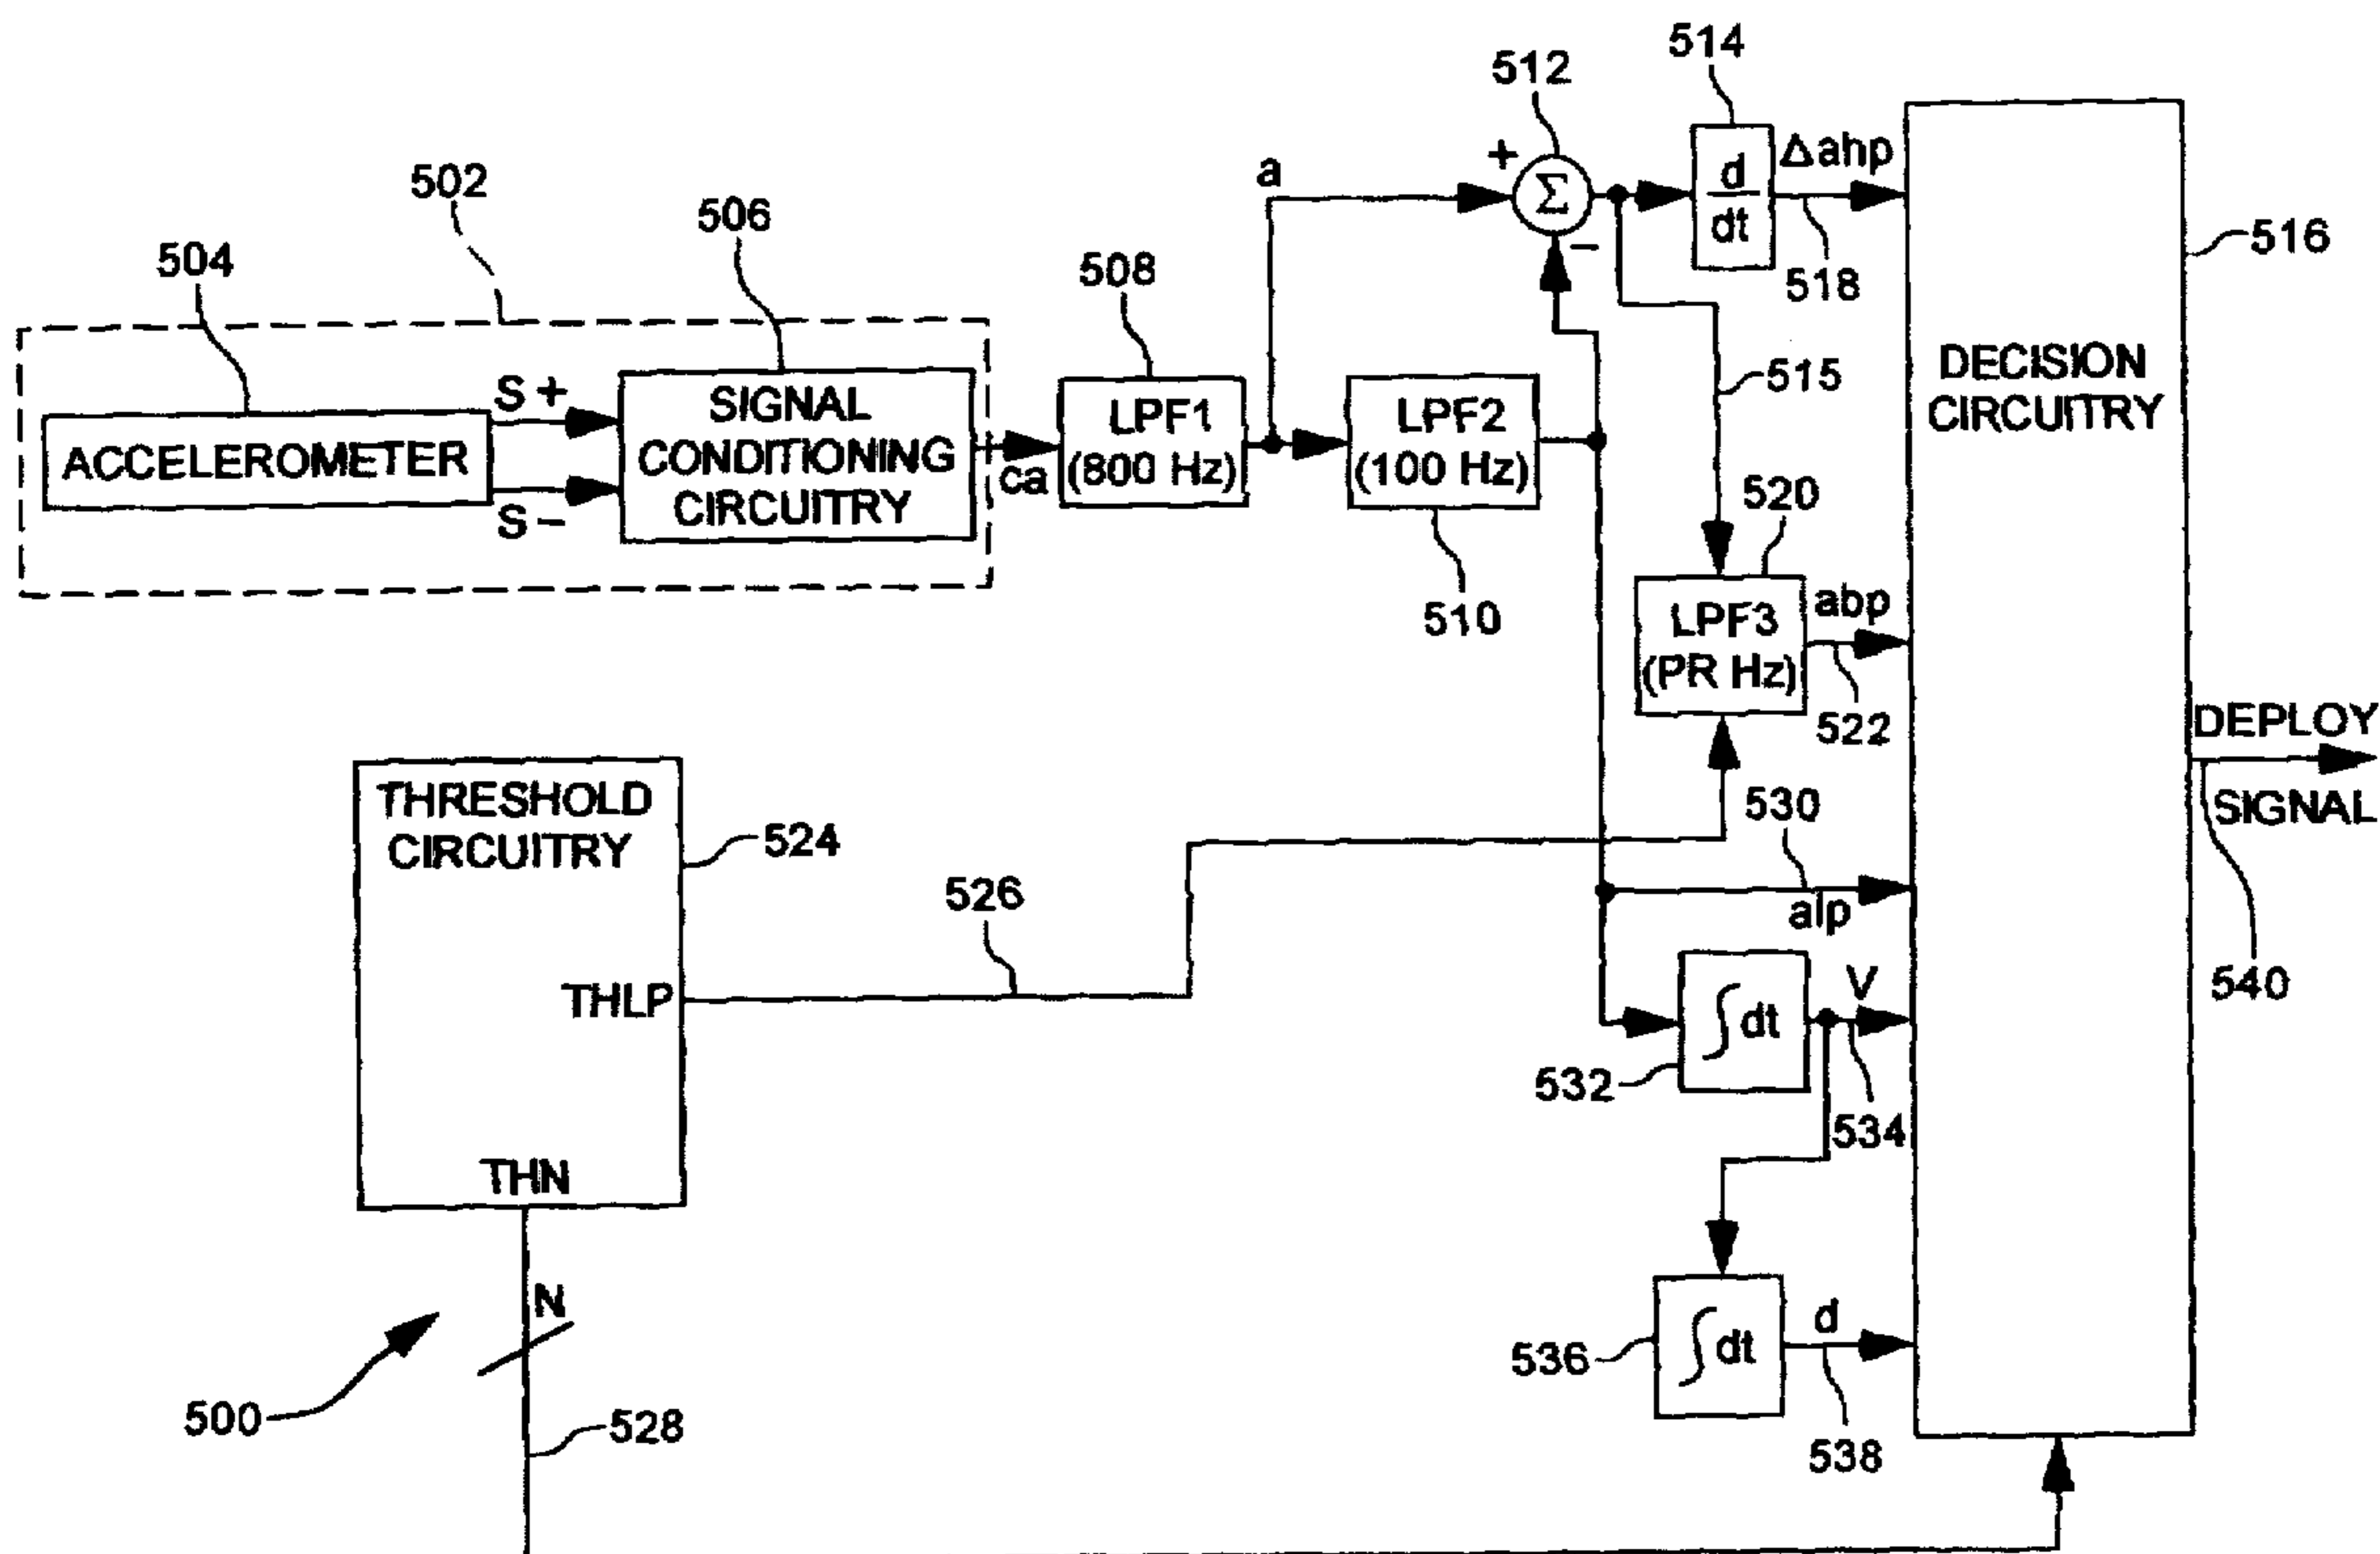 514
512
Δahp
+
d
dt
a
Σ
502
506
−
516
504
508
518
S +
SIGNAL
CONDITIONING
CIRCUITRY
LPF1
(800 Hz)
LPF2
(100 Hz)
515
DECISION
CIRCUITRY
ACCELEROMETER
ca
S −
520
510
LPF3
(PR Hz)
abp
522
DEPLOY
SIGNAL
THRESHOLD
CIRCUITRY
524
530
526
alp
540
THLP
∫dt
V
532
534
THN
N
∫dt
d
536
500
528
538